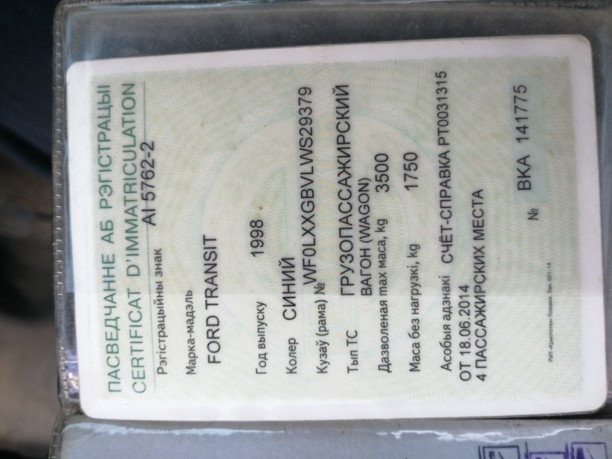 ПАСВЕДЧАННЕ АБ РЭГІСТРАЦЫІ
CERTIFICAT D'IMMATRICULATION
Рэгістрацыйны знак AI 5762-2
Марка-мадэль
FORD TRANSIT
Год выпуску 1998
Колер СИНИЙ
Кузаў (рама) № WF0LXXGBVLWS29379
Тып ТС ГРУЗОПАССАЖИРСКИЙ
ВАГОН (WAGON)
Дазволеная max маса, kg 3500
Маса без нагрузкі, kg 1750
Асобыя адзнакі СЧЁТ-СПРАВКА РТ0031315
ОТ 18.06.2014
4 ПАССАЖИРСКИХ МЕСТА
№ ВКА 141775